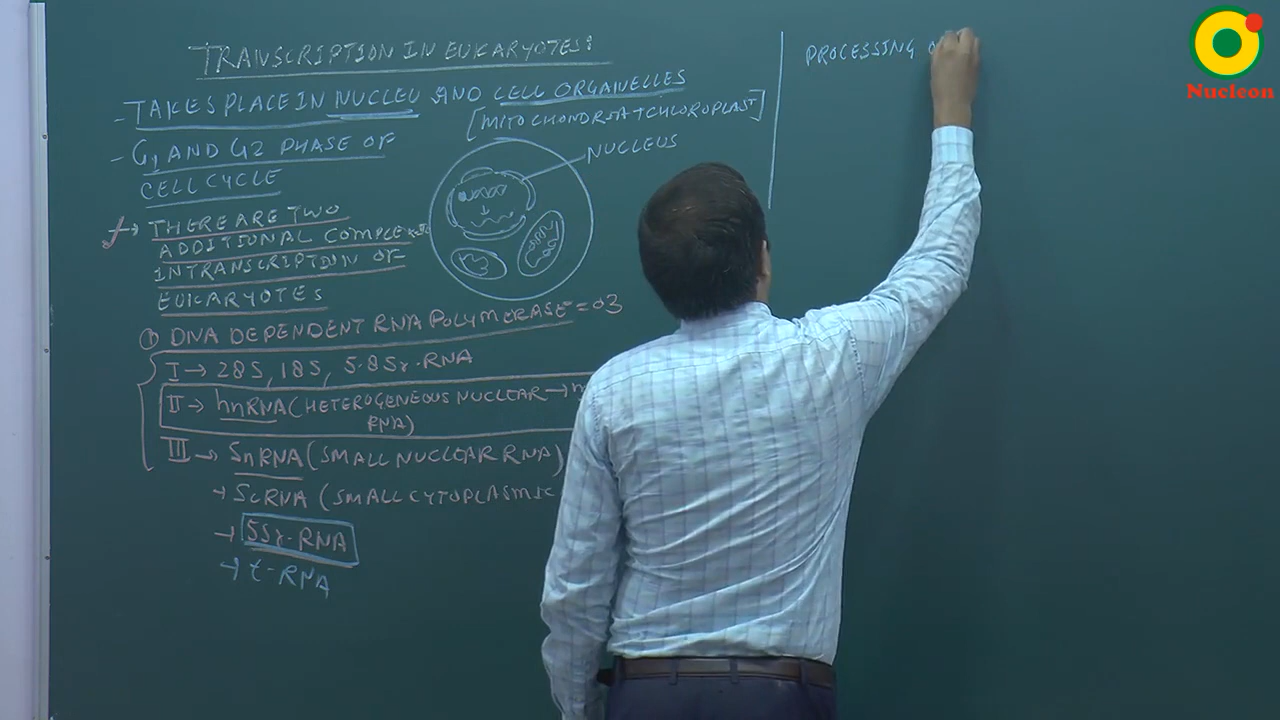 TRANSCRIPTION IN EUKARYOTES:
- TAKES PLACE IN NUCLEU AND CELL ORGANELLES
[MITOCHONDRIA+CHLOROPLAST]
- G1 AND G2 PHASE OF
CELL CYCLE
NUCLEUS
→ THERE ARE TWO
ADDITIONAL
IN TRANSCRIPTION OF
EUKARYOTES
① DNA DEPENDENT RNA POLYMERASE = 03
I → 28S, 18S, 5.8S r-RNA
II → hnRNA (HETEROGENEOUS NUCLEAR →
RNA)
III → SnRNA (SMALL NUCLEAR RNA)
→ ScRNA (SMALL CYTOPLASMIC
→ 5S r-RNA
→ t-RNA
PROCESSING
Nucleon